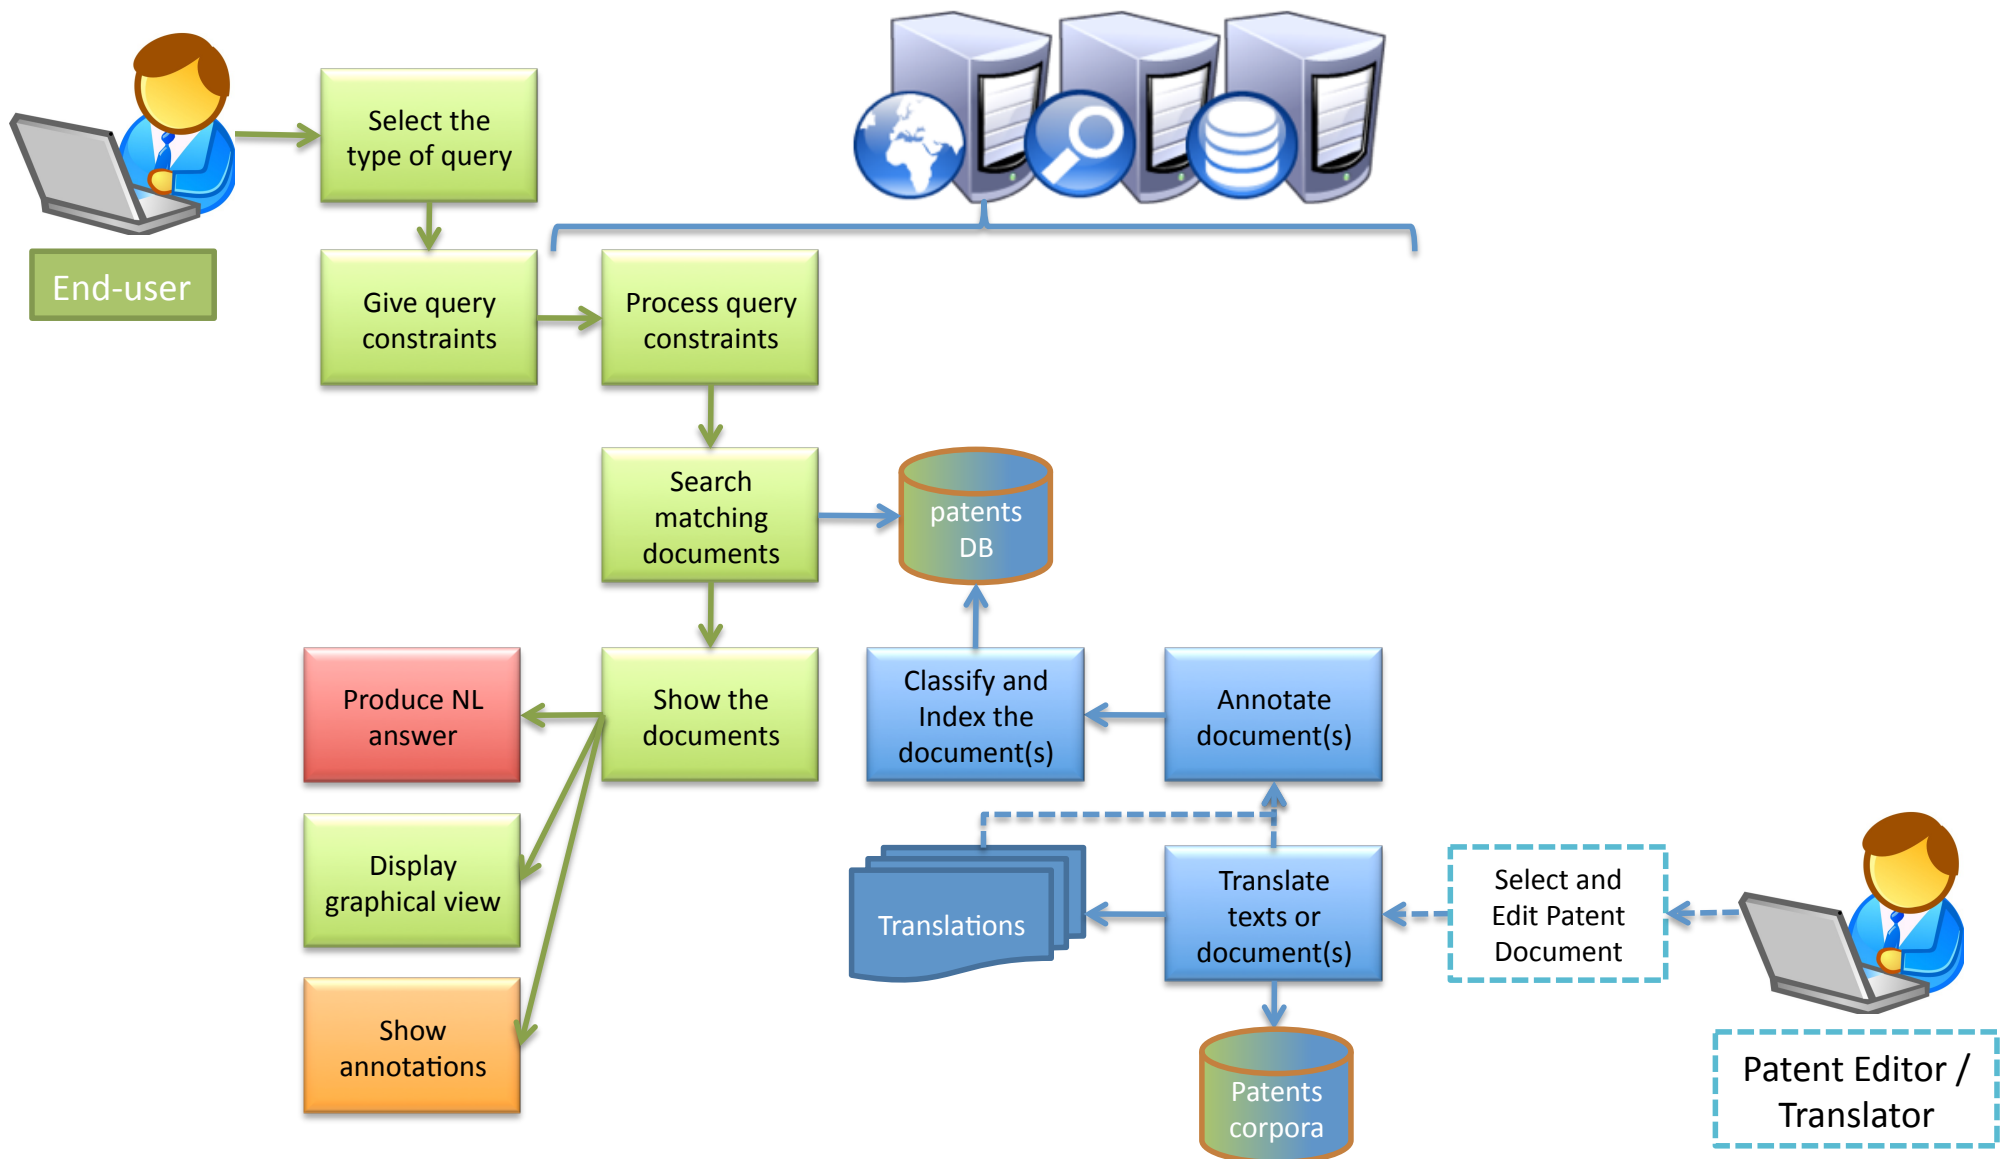 Select the
type of query
End-user
Give query
constraints
Process query
constraints
Search
matching
documents
patents
DB
Produce NL
answer
Show the
documents
Classify and
Index the
document(s)
Annotate
document(s)
Display
graphical view
Translations
Translate
texts or
document(s)
Select and
Edit Patent
Document
Show
annotations
Patents
corpora
Patent Editor /
Translator